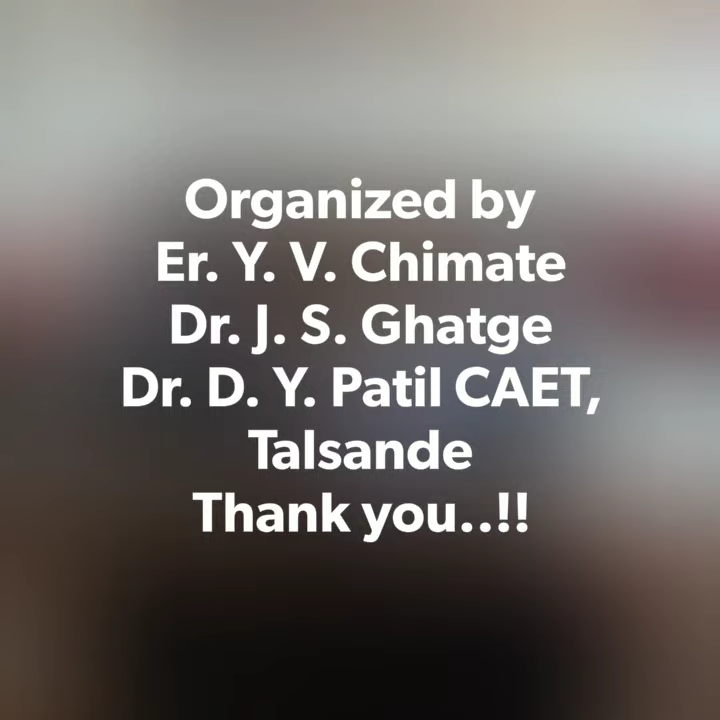 Organized by
Er. Y. V. Chimate
Dr. J. S. Ghatge
Dr. D. Y. Patil CAET,
Talsande
Thank you..!!